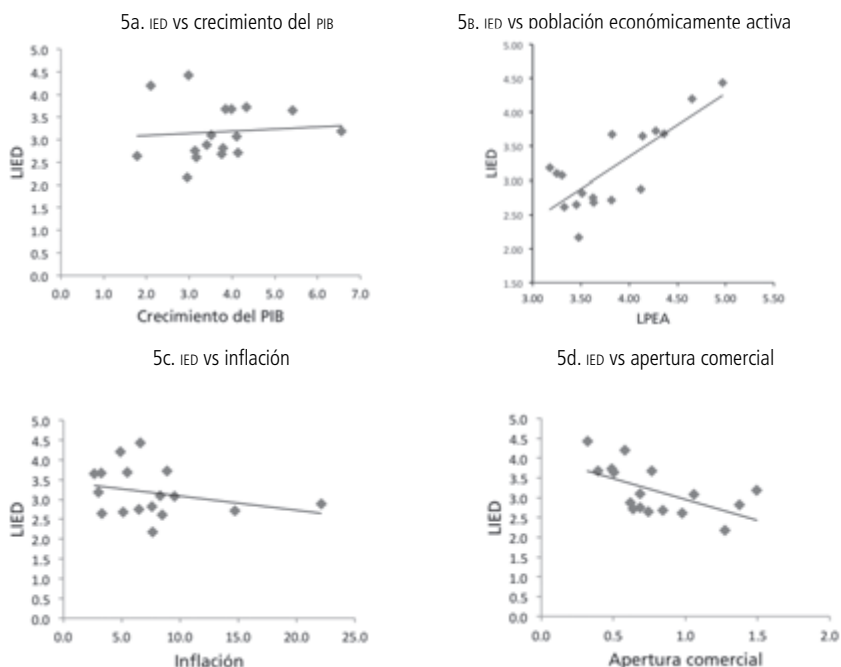 5a. IED vs crecimiento del PIB
5.0
4.5
4.0
3.5
3.0
2.5
2.0
1.5
1.0
0.5
0.0
LIED
0.0 1.0 2.0 3.0 4.0 5.0 6.0 7.0
Crecimiento del PIB
5B. IED vs población económicamente activa
5.00
4.50
4.00
3.50
3.00
2.50
2.00
1.50
LIED
3.00 3.50 4.00 4.50 5.00 5.50
LPEA
5c. IED vs inflación
5.0
4.5
4.0
3.5
3.0
2.5
2.0
1.5
1.0
0.5
0.0
LIED
0.0 5.0 10.0 15.0 20.0 25.0
Inflación
5d. IED vs apertura comercial
5.0
4.5
4.0
3.5
3.0
2.5
2.0
1.5
1.0
0.5
0.0
LIED
0.0 0.5 1.0 1.5 2.0
Apertura comercial